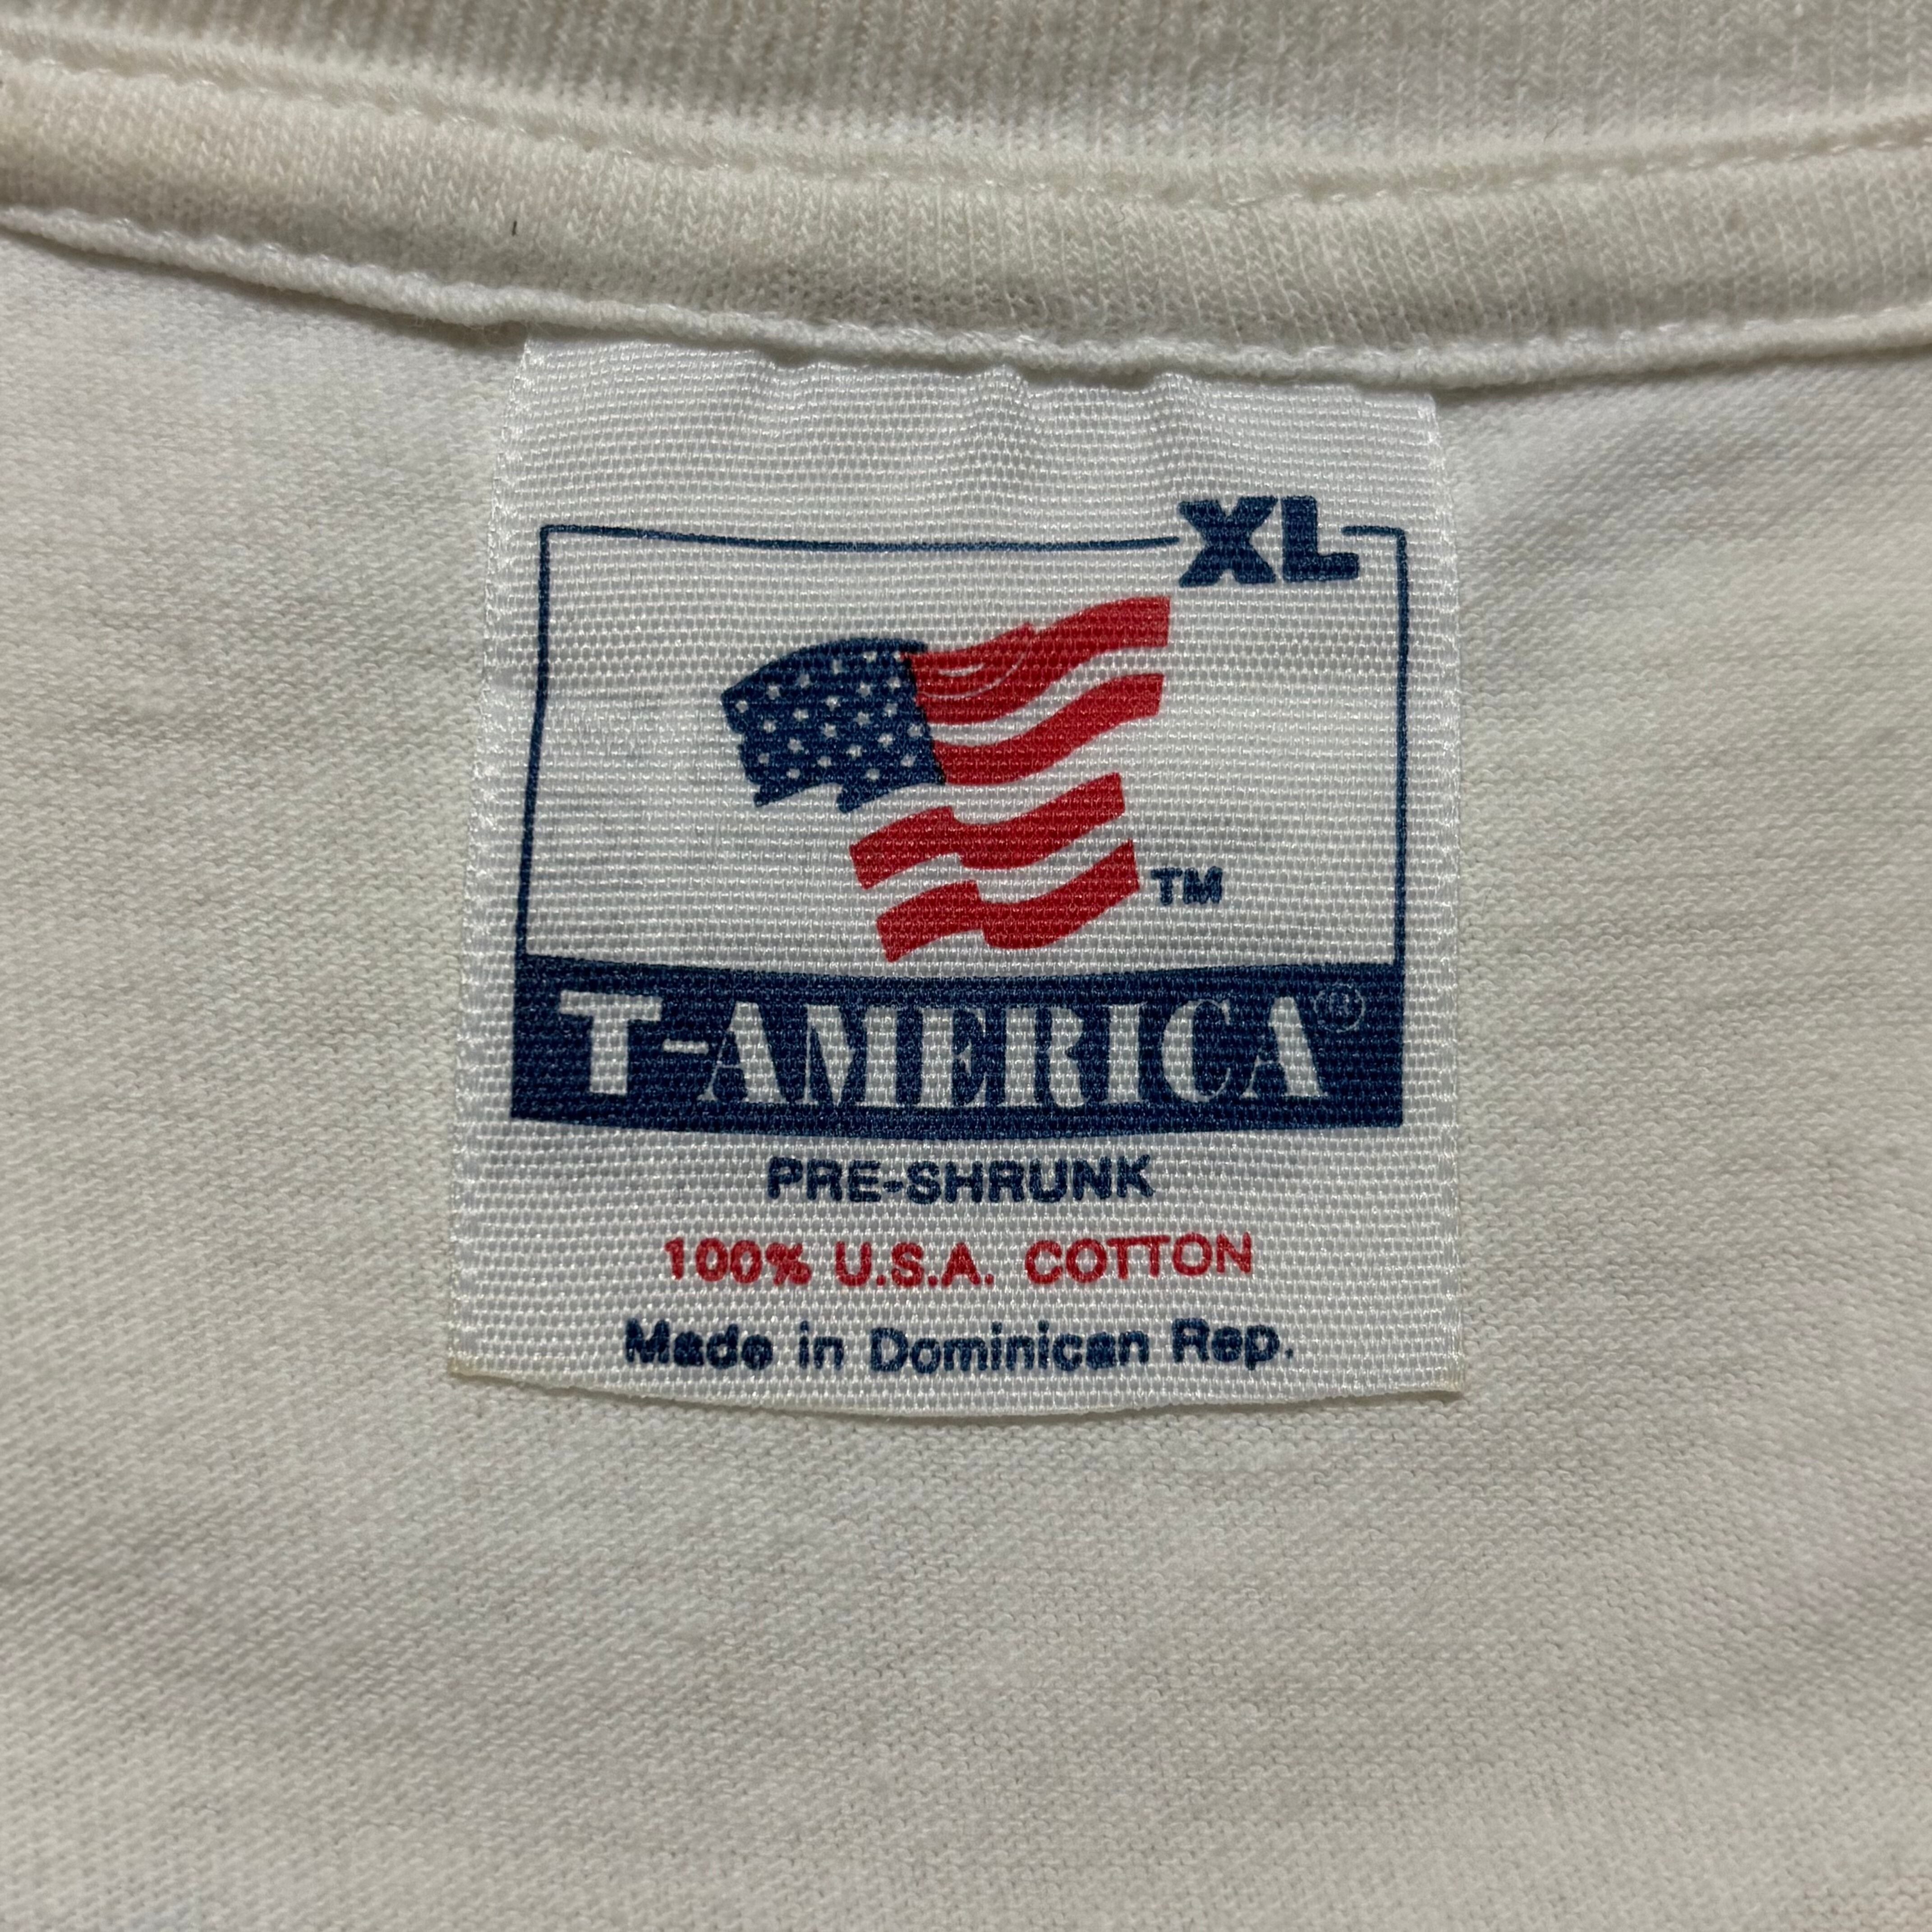 XL
TM
T-AMERICA®
PRE-SHRUNK
100% U.S.A. COTTON
Made in Dominican Rep.